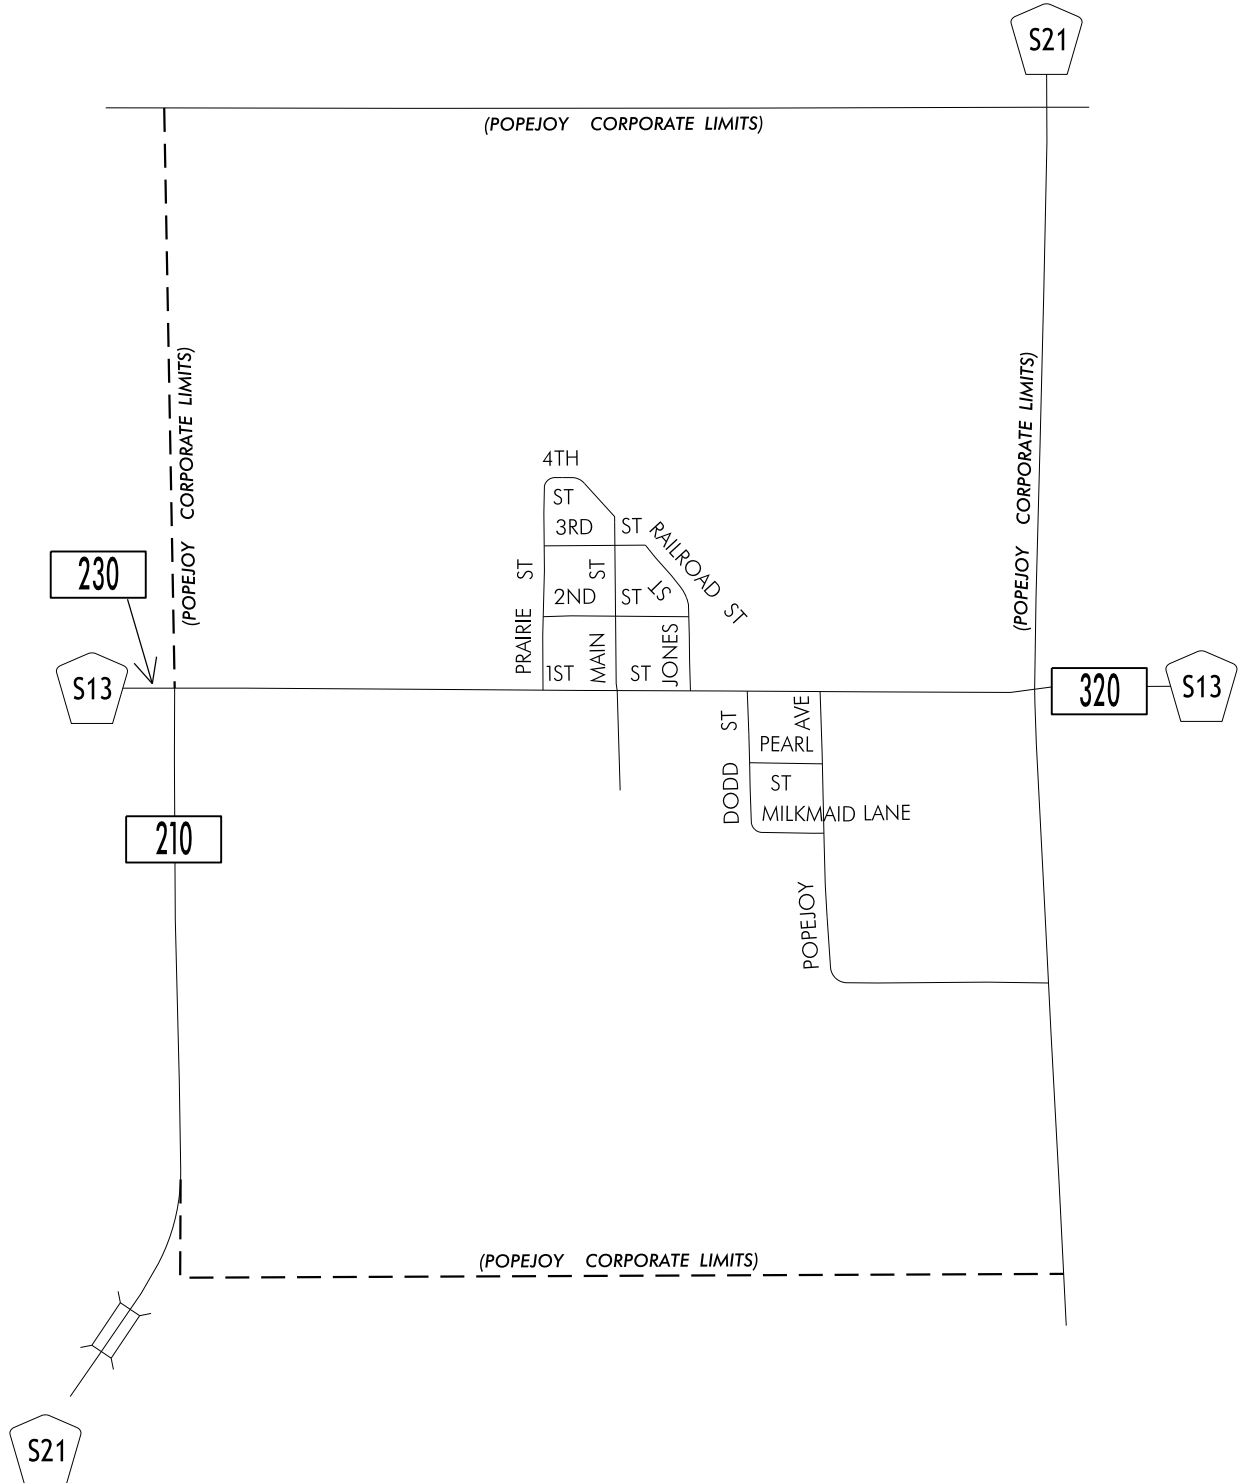 S21
(POPEJOY CORPORATE LIMITS)
(POPEJOY CORPORATE LIMITS)
(POPEJOY CORPORATE LIMITS)
4TH
ST
3RD
ST
RAILROAD ST
230
PRAIRIE ST
MAIN ST
2ND
ST
ST
JONES
1ST
ST
S13
320
S13
DODD ST
POPEJOY AVE
PEARL
ST
MILKMAID LANE
210
(POPEJOY CORPORATE LIMITS)
S21